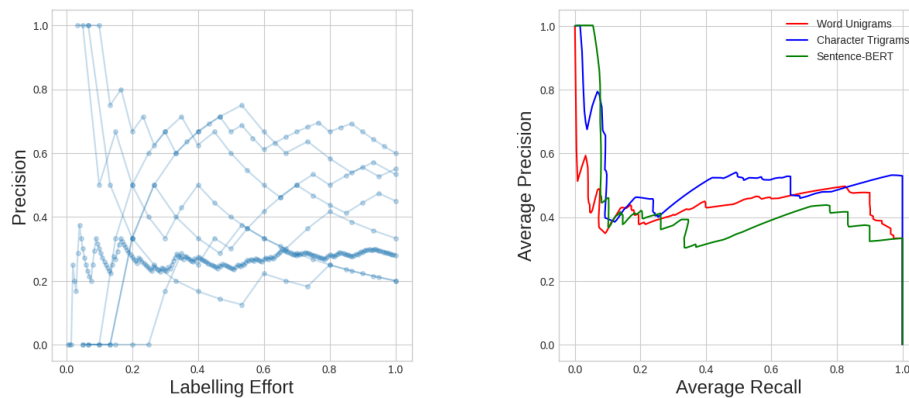 1.0
0.8
0.6
0.4
0.2
0.0
Precision
0.0 0.2 0.4 0.6 0.8 1.0
Labelling Effort
1.0
0.8
0.6
0.4
0.2
0.0
Average Precision
Word Unigrams
Character Trigrams
Sentence-BERT
0.0 0.2 0.4 0.6 0.8 1.0
Average Recall